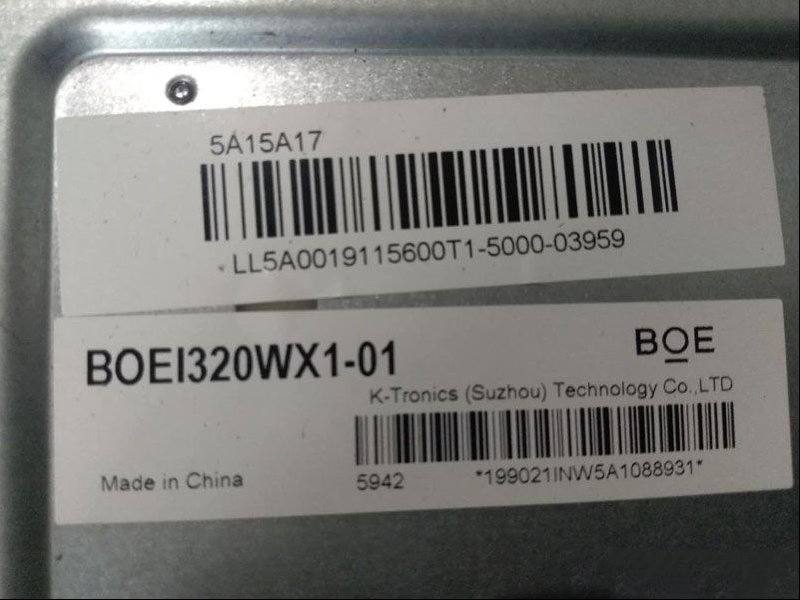 5A15A17
LL5A0019115600T1-5000-03959
BOEI320WX1-01
BOE
K-Tronics (Suzhou) Technology Co.,LTD
Made in China
5942
*199021INW5A1088931*